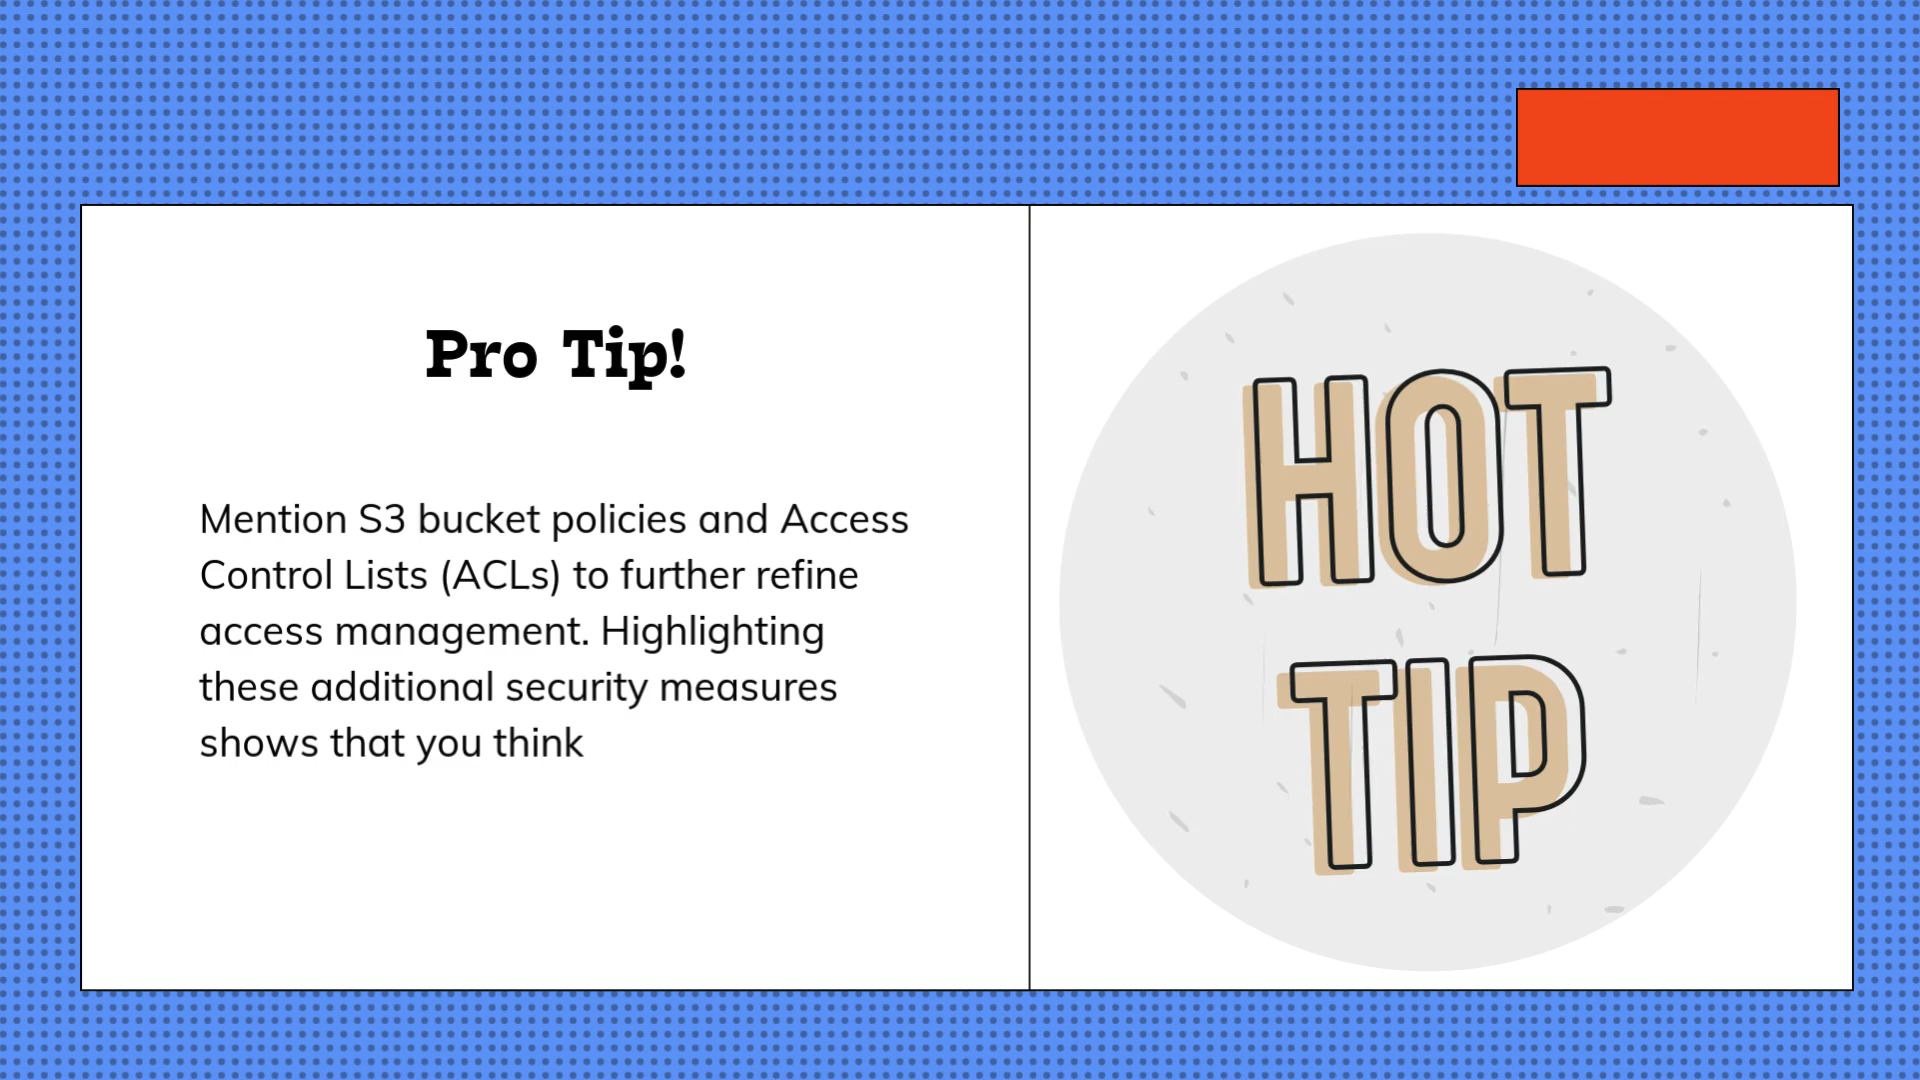 Pro Tip!
Mention S3 bucket policies and Access
Control Lists (ACLs) to further refine
access management. Highlighting
these additional security measures
shows that you think
HOT
TIP